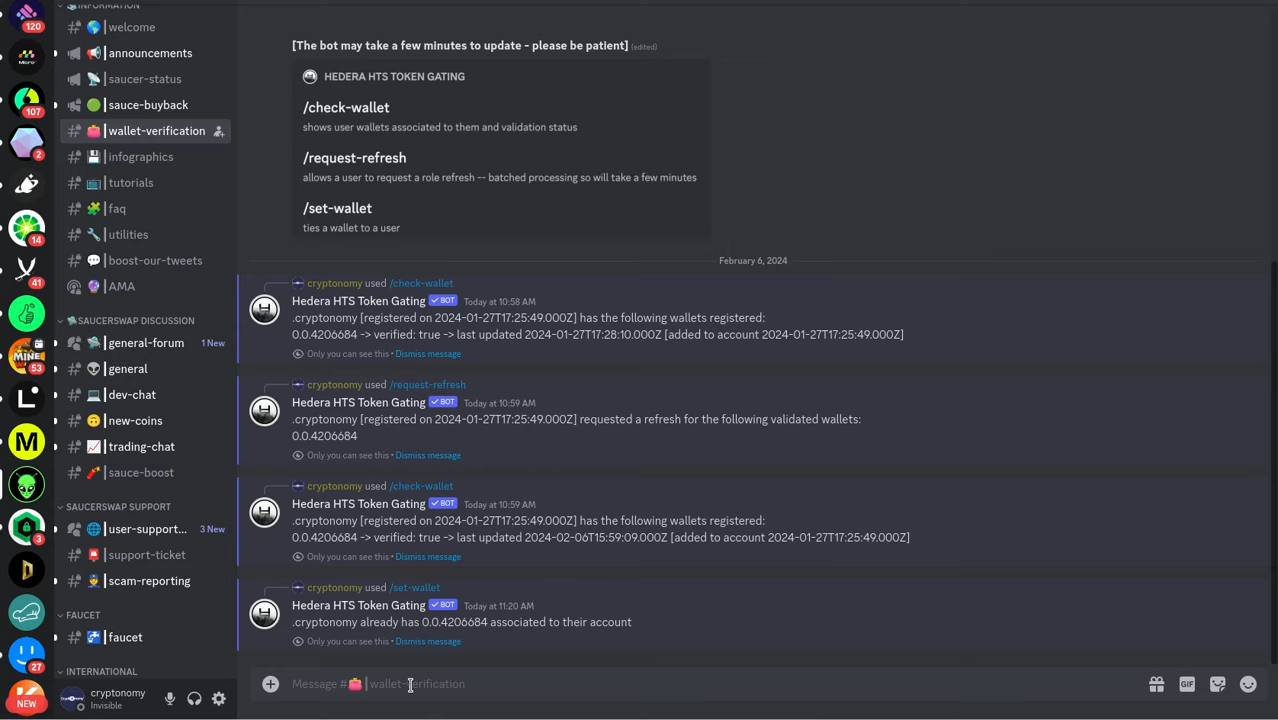 INFORMATION
120
welcome
announcements
saucer-status
107
sauce-buyback
wallet-verification
2
infographics
tutorials
faq
14
utilities
boost-our-tweets
41
AMA
SAUCERSWAP DISCUSSION
general-forum 1 New
MINE
53
general
dev-chat
new-coins
trading-chat
sauce-boost
SAUCERSWAP SUPPORT
user-support... 3 New
3
support-ticket
scam-reporting
FAUCET
faucet
27
INTERNATIONAL
NEW
cryptonomy
Invisible
[The bot may take a few minutes to update - please be patient] (edited)
HEDERA HTS TOKEN GATING
/check-wallet
shows user wallets associated to them and validation status
/request-refresh
allows a user to request a role refresh -- batched processing so will take a few minutes
/set-wallet
ties a wallet to a user
February 6, 2024
cryptonomy used /check-wallet
Hedera HTS Token Gating ✓ BOT Today at 10:58 AM
.cryptonomy [registered on 2024-01-27T17:25:49.000Z] has the following wallets registered:
0.0.4206684 -> verified: true -> last updated 2024-01-27T17:28:10.000Z [added to account 2024-01-27T17:25:49.000Z]
Only you can see this • Dismiss message
cryptonomy used /request-refresh
Hedera HTS Token Gating ✓ BOT Today at 10:59 AM
.cryptonomy [registered on 2024-01-27T17:25:49.000Z] requested a refresh for the following validated wallets:
0.0.4206684
Only you can see this • Dismiss message
cryptonomy used /check-wallet
Hedera HTS Token Gating ✓ BOT Today at 10:59 AM
.cryptonomy [registered on 2024-01-27T17:25:49.000Z] has the following wallets registered:
0.0.4206684 -> verified: true -> last updated 2024-02-06T15:59:09.000Z [added to account 2024-01-27T17:25:49.000Z]
Only you can see this • Dismiss message
cryptonomy used /set-wallet
Hedera HTS Token Gating ✓ BOT Today at 11:20 AM
.cryptonomy already has 0.0.4206684 associated to their account
Only you can see this • Dismiss message
Message #👛|wallet-verification
GIF